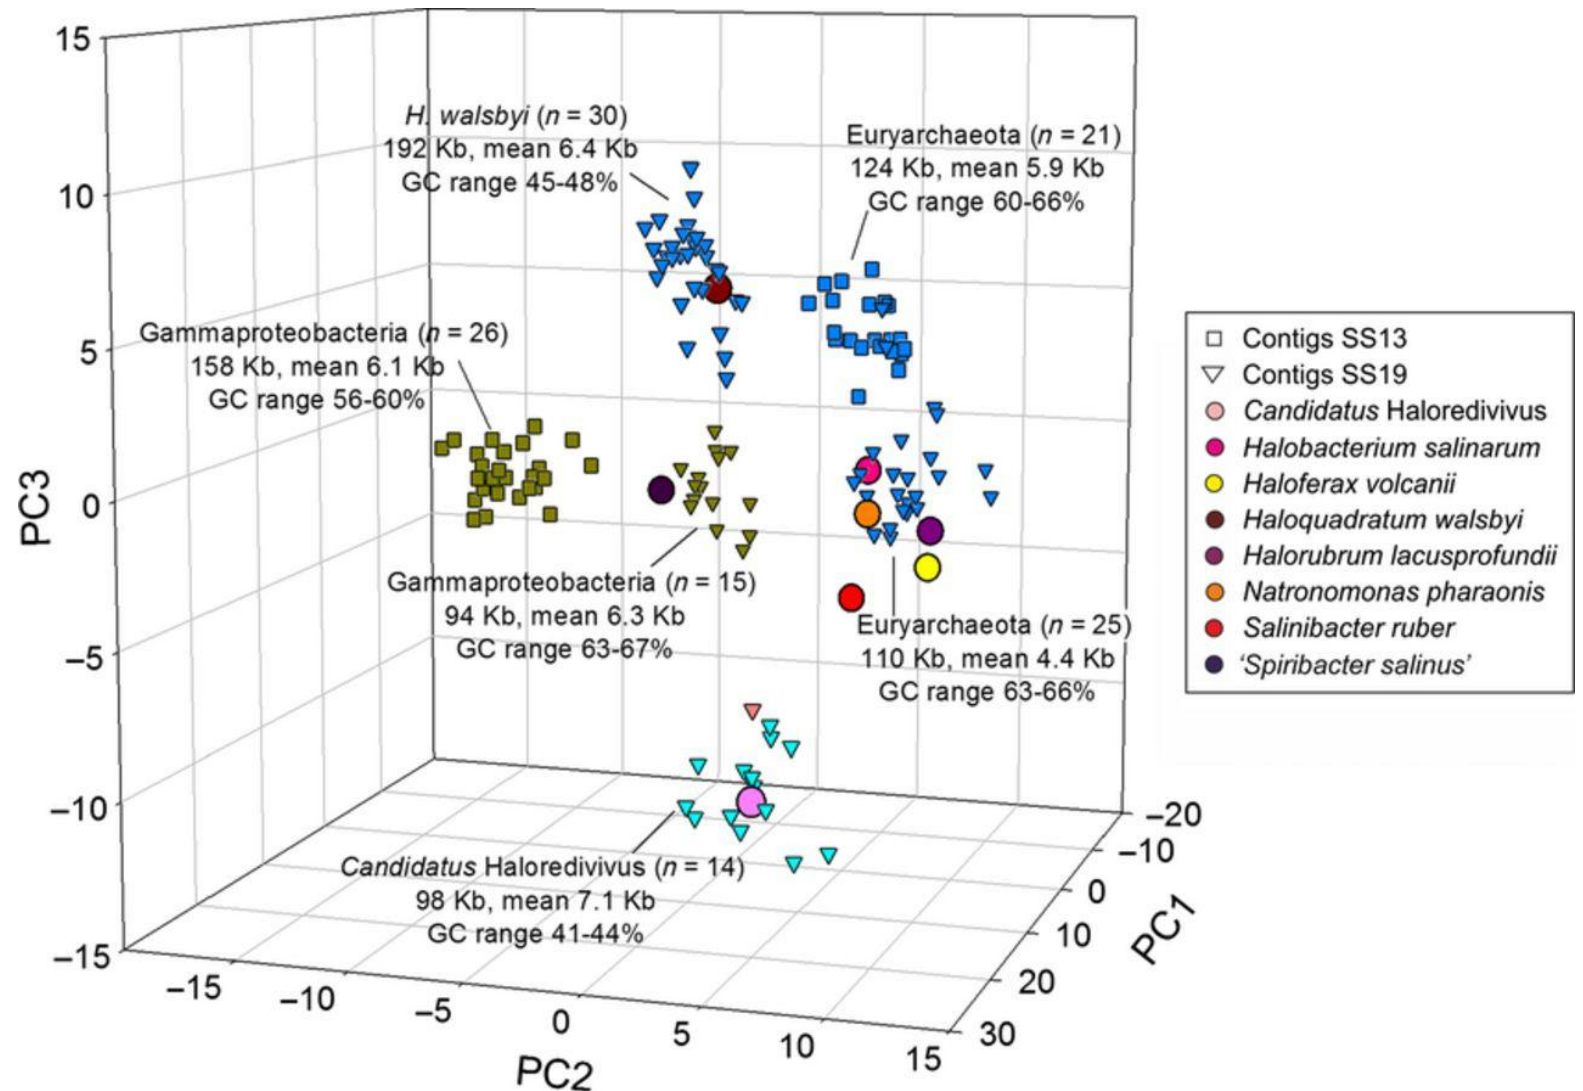 15
10
5
0
−5
−10
−15
PC3
H. walsbyi (n = 30)
192 Kb, mean 6.4 Kb
GC range 45-48%
Euryarchaeota (n = 21)
124 Kb, mean 5.9 Kb
GC range 60-66%
Gammaproteobacteria (n = 26)
158 Kb, mean 6.1 Kb
GC range 56-60%
Gammaproteobacteria (n = 15)
94 Kb, mean 6.3 Kb
GC range 63-67%
Euryarchaeota (n = 25)
110 Kb, mean 4.4 Kb
GC range 63-66%
Candidatus Haloredivivus (n = 14)
98 Kb, mean 7.1 Kb
GC range 41-44%
−15
−10
−5
0
5
10
15
PC2
−20
−10
0
10
20
30
PC1
Contigs SS13
Contigs SS19
Candidatus Haloredivivus
Halobacterium salinarum
Haloferax volcanii
Haloquadratum walsbyi
Halorubrum lacusprofundii
Natronomonas pharaonis
Salinibacter ruber
‘Spiribacter salinus’